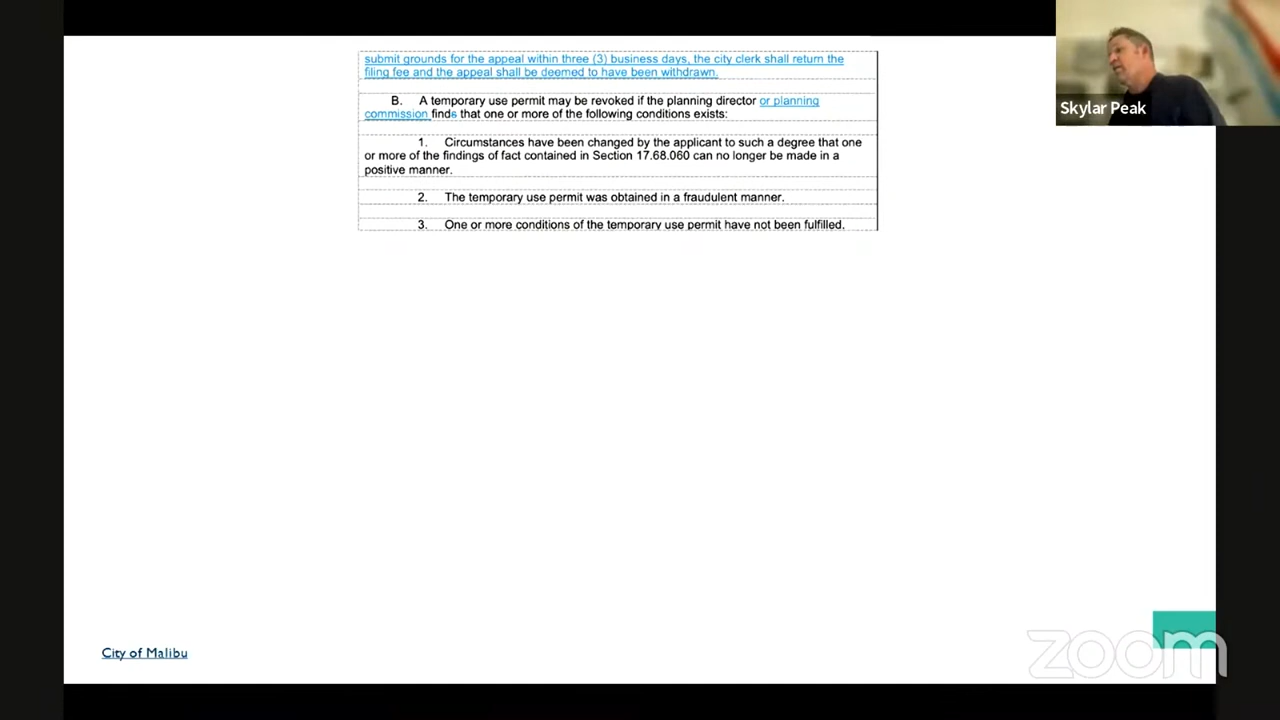 submit grounds for the appeal within three (3) business days, the city clerk shall return the
filing fee and the appeal shall be deemed to have been withdrawn.
B. A temporary use permit may be revoked if the planning director or planning
commission finds that one or more of the following conditions exists:
1. Circumstances have been changed by the applicant to such a degree that one
or more of the findings of fact contained in Section 17.68.060 can no longer be made in a
positive manner.
2. The temporary use permit was obtained in a fraudulent manner.
3. One or more conditions of the temporary use permit have not been fulfilled.
Skylar Peak
City of Malibu
zoom